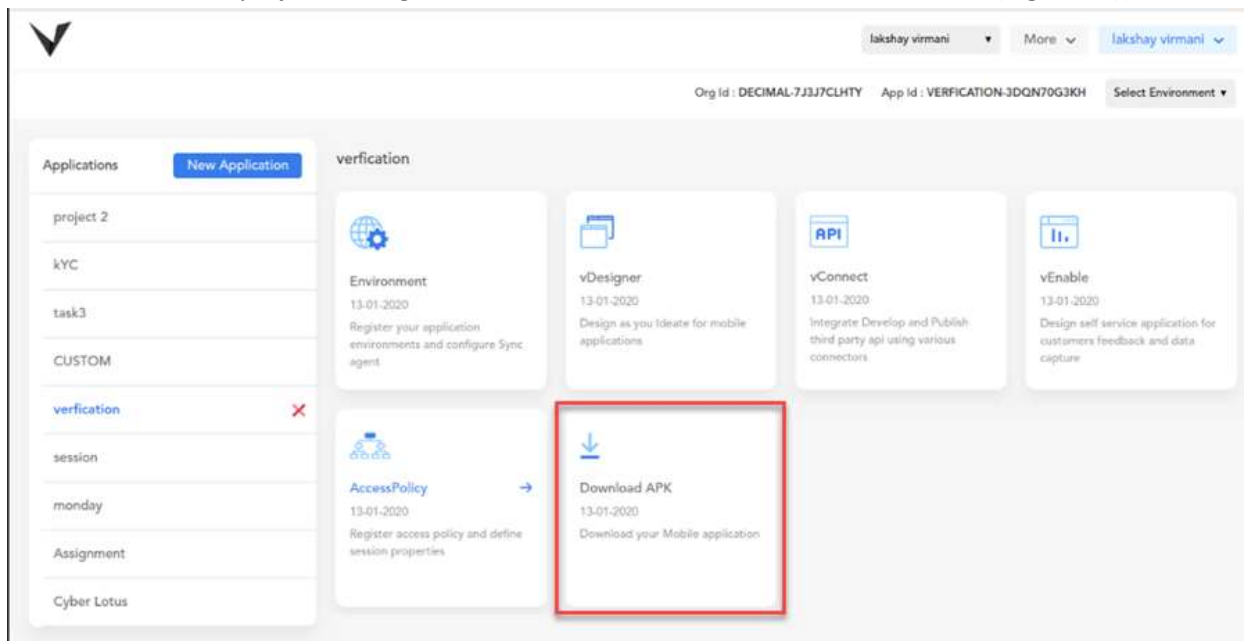 lakshay virmani
More
lakshay virmani
Org Id : DECIMAL-7J3J7CLHTY App Id : VERFICATION-3DQN70G3KH Select Environment
Applications
New Application
project 2
kYC
task3
CUSTOM
verfication
session
monday
Assignment
Cyber Lotus
verfication
Environment
13-01-2020
Register your application
environments and configure Sync
agent
vDesigner
13-01-2020
Design as you Ideate for mobile
applications
API
vConnect
13-01-2020
Integrate Develop and Publish
third party api using various
connectors
vEnable
13-01-2020
Design self service application for
customers feedback and data
capture
AccessPolicy
13-01-2020
Register access policy and define
session properties
Download APK
13-01-2020
Download your Mobile application